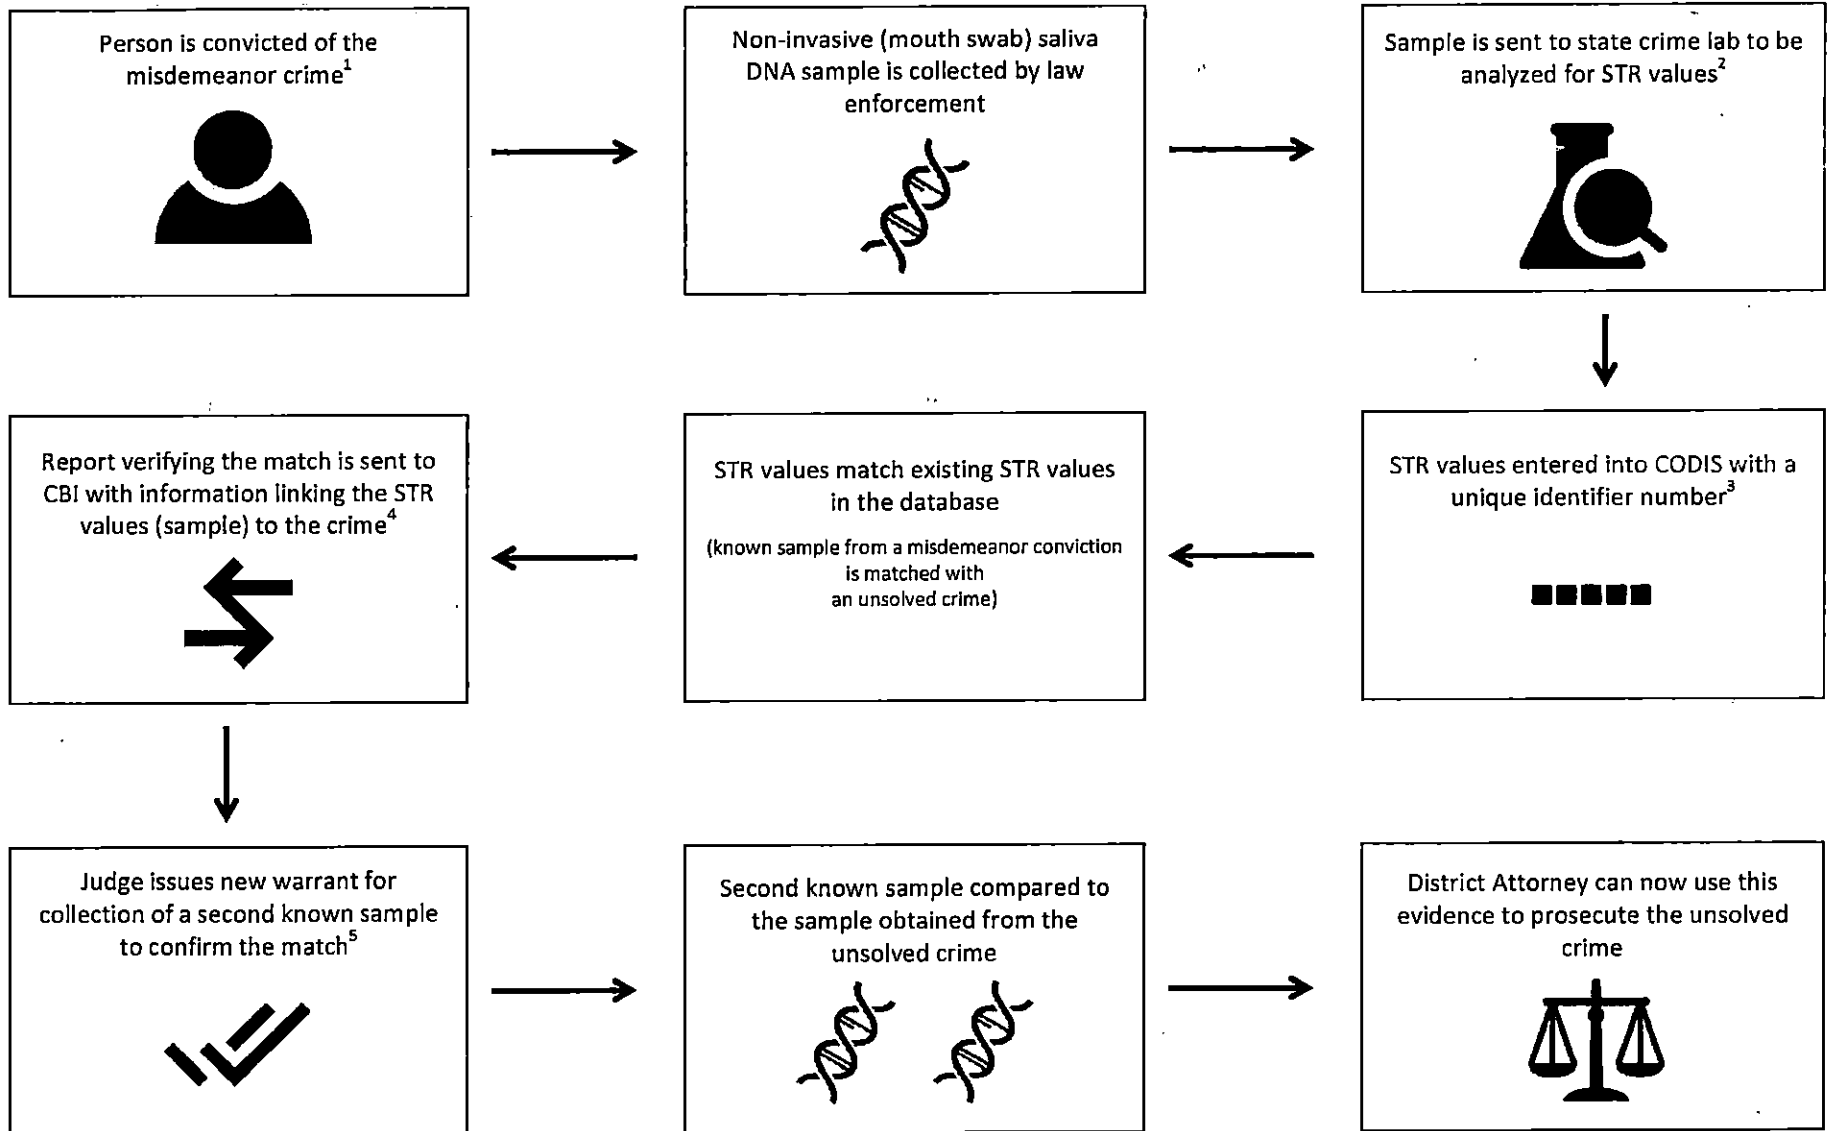 Person is convicted of the
misdemeanor crime¹
Non-invasive (mouth swab) saliva
DNA sample is collected by law
enforcement
Sample is sent to state crime lab to be
analyzed for STR values²
STR values entered into CODIS with a
unique identifier number³
STR values match existing STR values
in the database
(known sample from a misdemeanor conviction
is matched with
an unsolved crime)
Report verifying the match is sent to
CBI with information linking the STR
values (sample) to the crime⁴
Judge issues new warrant for
collection of a second known sample
to confirm the match⁵
Second known sample compared to
the sample obtained from the
unsolved crime
District Attorney can now use this
evidence to prosecute the unsolved
crime